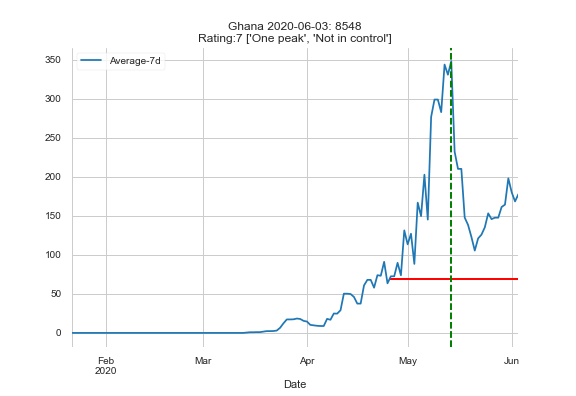 Ghana 2020-06-03: 8548
Rating:7 ['One peak', 'Not in control']
Average-7d
350
300
250
200
150
100
50
0
Feb
2020
Mar
Apr
May
Jun
Date